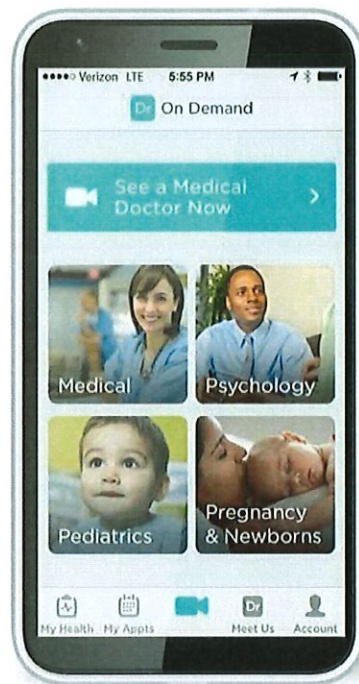 Verizon LTE 5:55 PM
Dr On Demand
See a Medical
Doctor Now
Medical
Psychology
Pediatrics
Pregnancy
& Newborns
Dr
My Health My Appts Meet Us Account